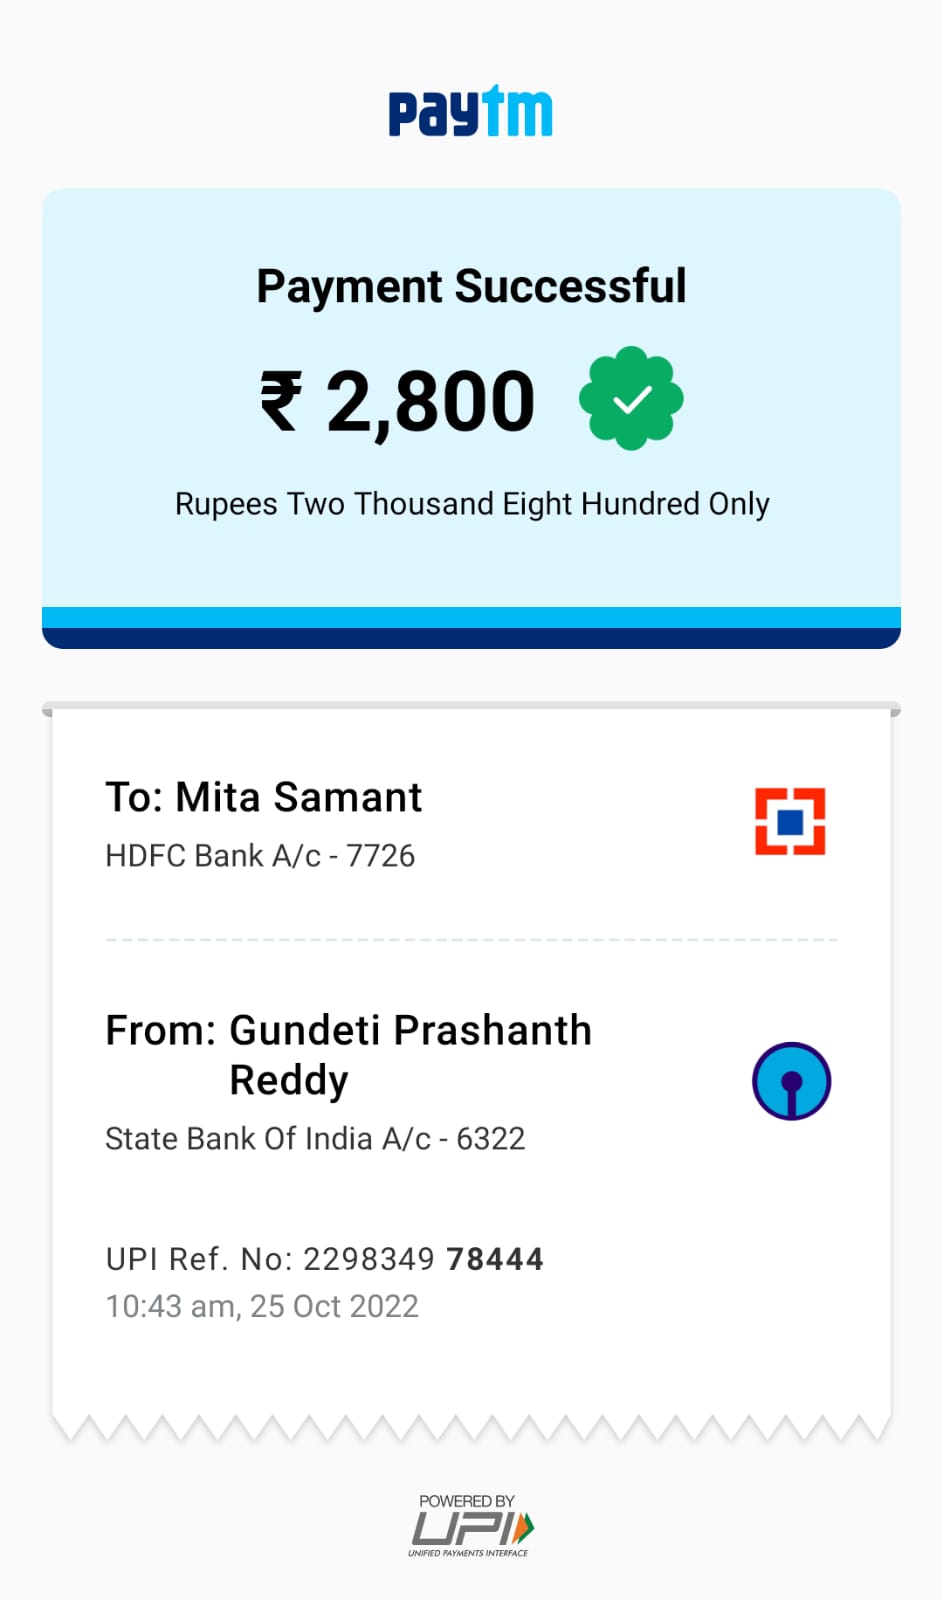 paytm
Payment Successful
₹ 2,800
Rupees Two Thousand Eight Hundred Only
To: Mita Samant
HDFC Bank A/c - 7726
From: Gundeti Prashanth
Reddy
State Bank Of India A/c - 6322
UPI Ref. No: 2298349 78444
10:43 am, 25 Oct 2022
POWERED BY
UPI
UNIFIED PAYMENTS INTERFACE